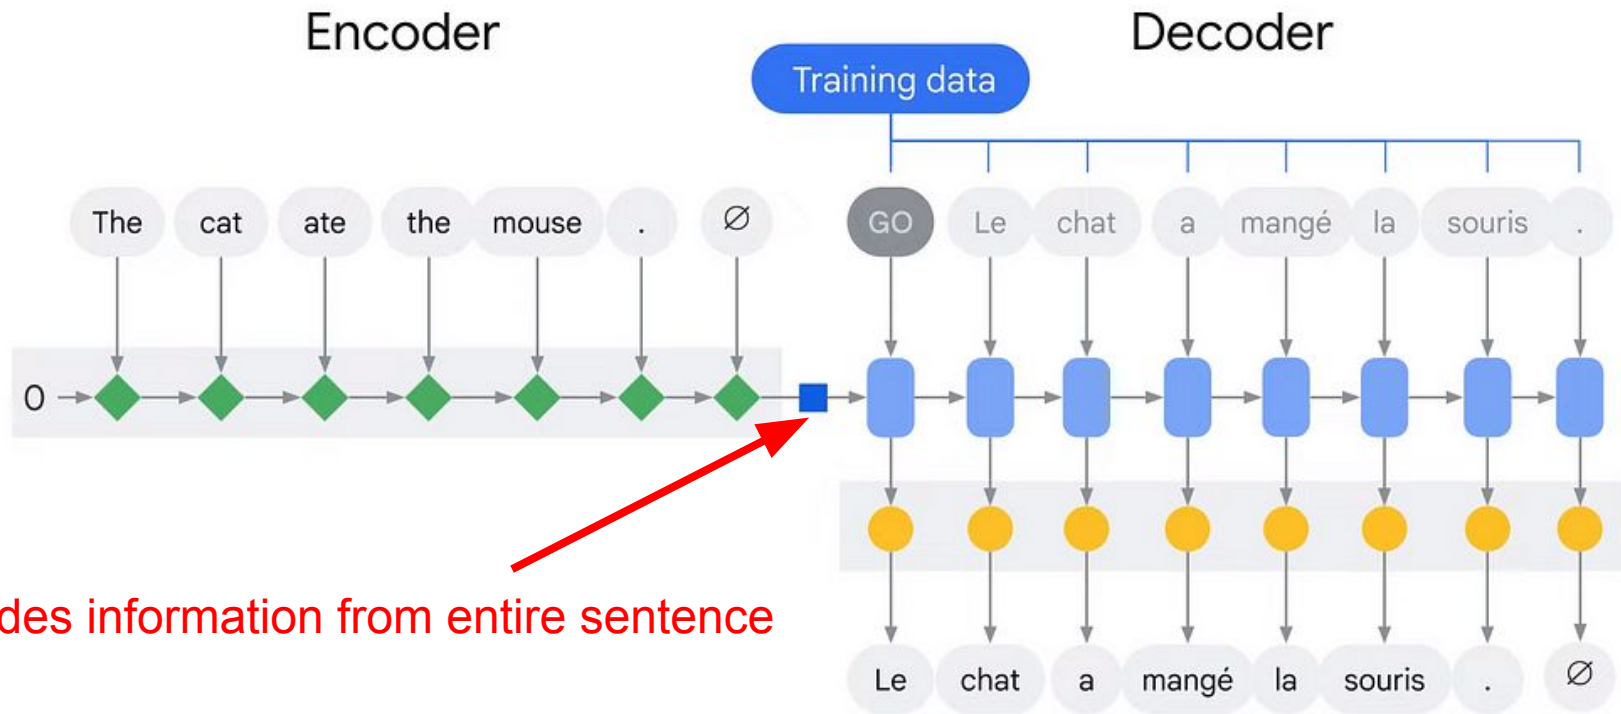 Encoder
Decoder
Training data
The cat ate the mouse . ∅
GO Le chat a mangé la souris .
0
des information from entire sentence
Le chat a mangé la souris . ∅